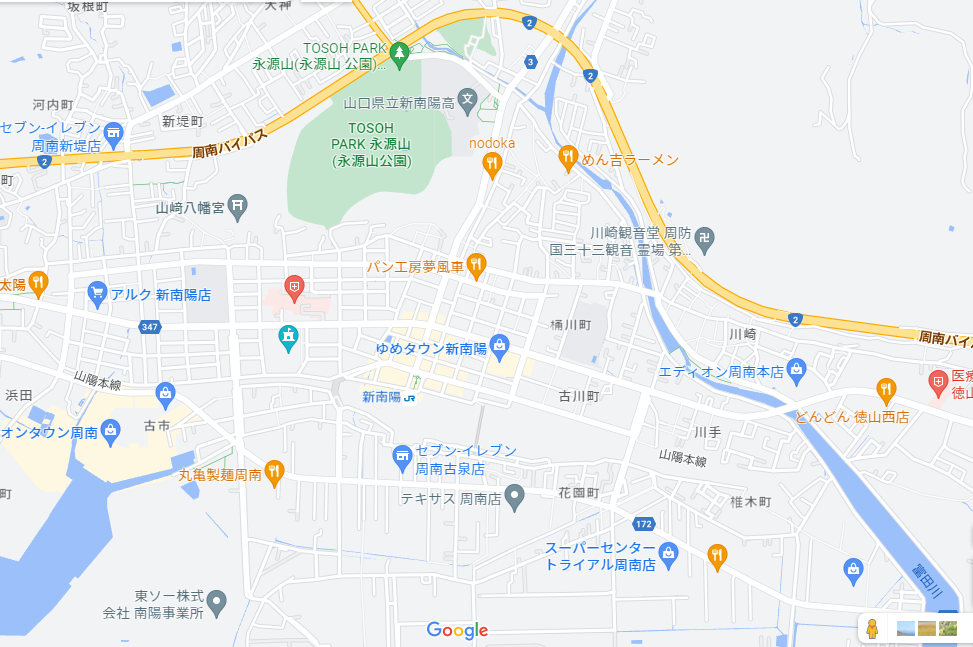 坂根町
天神
2
TOSOH PARK
永源山(永源山 公園)...
3
2
河内町
新堤町
山口県立新南陽高
セブン-イレブン
周南新堤店
TOSOH
PARK 永源山
(永源山公園)
周南バイパス
nodoka
めん吉ラーメン
2
町
山﨑八幡宮
川崎観音堂 周防
国三十三観音 霊場 第...
パン工房夢風車
太陽
アルク 新南陽店
347
桶川町
2
川崎
周南バイ
ゆめタウン新南陽
エディオン周南本店
山陽本線
医療
徳山
浜田
新南陽 JR
古川町
どんどん 徳山西店
オンタウン周南
古市
川手
セブン-イレブン
周南古泉店
山陽本線
丸亀製麺周南
テキサス 周南店
花園町
椎木町
町
172
スーパーセンター
トライアル周南店
富田川
東ソー株式
会社 南陽事業所
Google